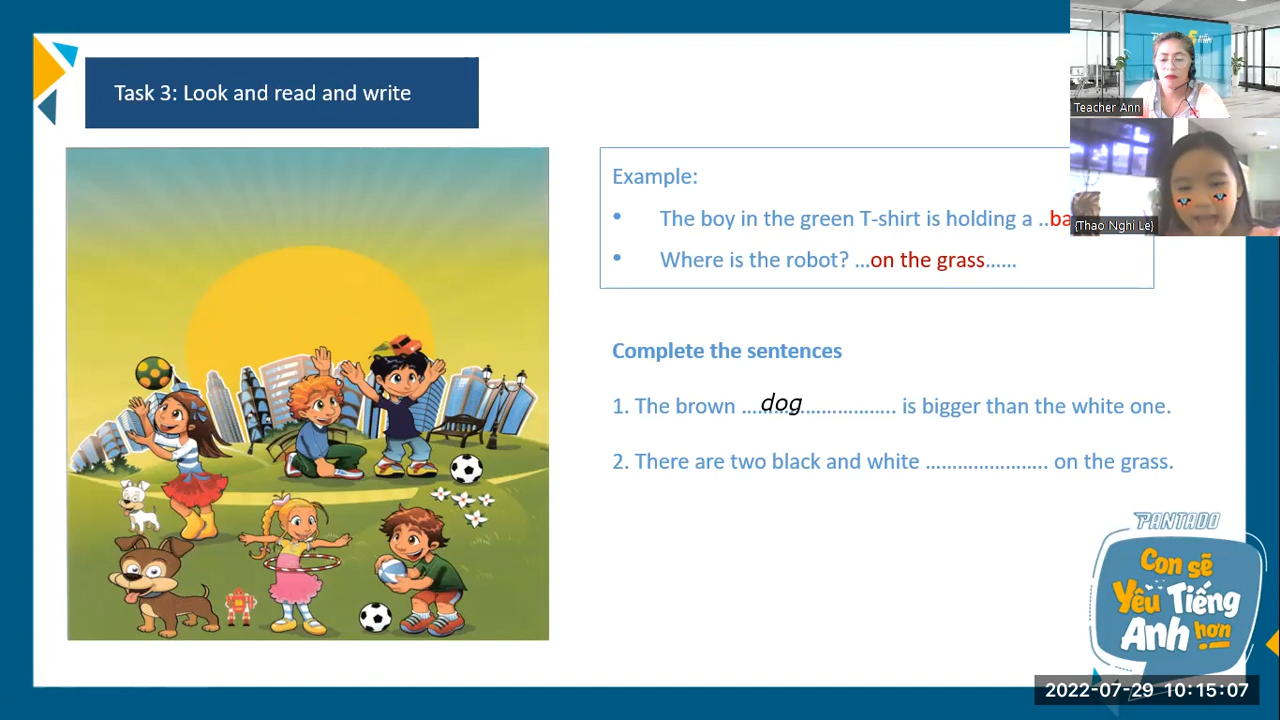 Task 3: Look and read and write
Example:
• The boy in the green T-shirt is holding a ..ba
• Where is the robot? ...on the grass......
Complete the sentences
1. The brown ...dog...................... is bigger than the white one.
2. There are two black and white ...................... on the grass.
Teacher Ann
{Thao Nghi Le}
PANTADO
Con sẽ
Yêu Tiếng
Anh hơn
2022-07-29 10:15:07